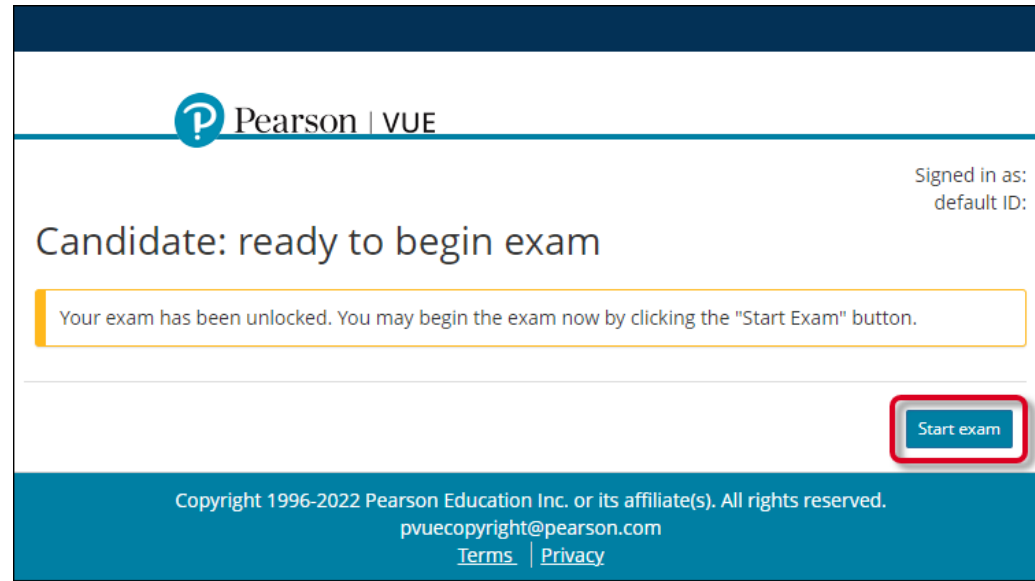 Pearson | VUE
Signed in as:
default ID:
Candidate: ready to begin exam
Your exam has been unlocked. You may begin the exam now by clicking the "Start Exam" button.
Start exam
Copyright 1996-2022 Pearson Education Inc. or its affiliate(s). All rights reserved.
pvuecopyright@pearson.com
Terms | Privacy